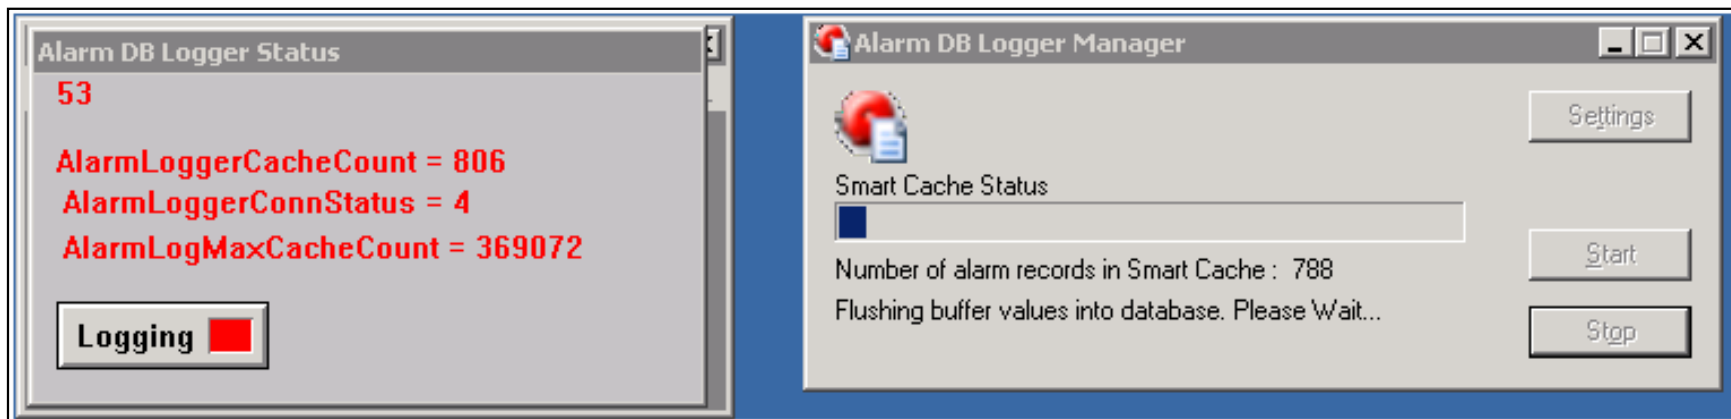 Alarm DB Logger Status
53
AlarmLoggerCacheCount = 806
AlarmLoggerConnStatus = 4
AlarmLogMaxCacheCount = 369072
Logging
Alarm DB Logger Manager
Settings
Smart Cache Status
Start
Number of alarm records in Smart Cache : 788
Flushing buffer values into database. Please Wait...
Stop